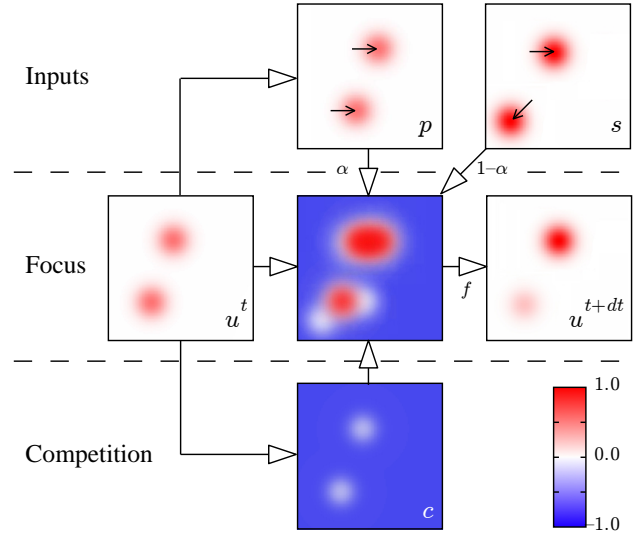 Inputs
p
s
α
1–α
Focus
u^t
f
u^{t+dt}
Competition
c
1.0
0.0
–1.0